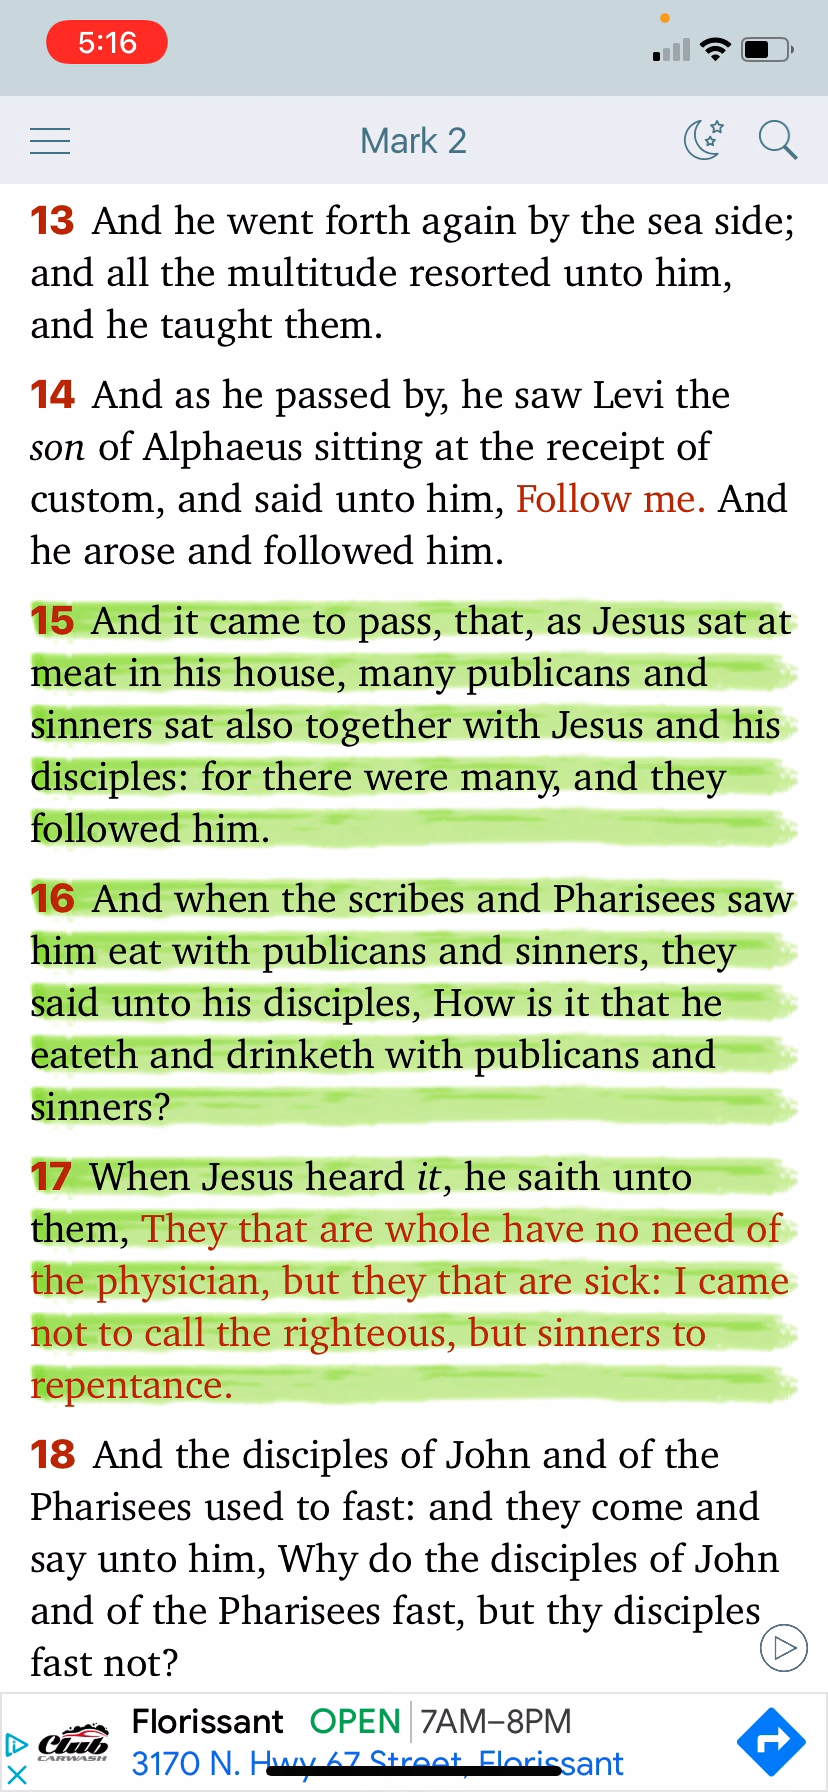 5:16
Mark 2
13 And he went forth again by the sea side;
and all the multitude resorted unto him,
and he taught them.
14 And as he passed by, he saw Levi the
son of Alphaeus sitting at the receipt of
custom, and said unto him, Follow me. And
he arose and followed him.
15 And it came to pass, that, as Jesus sat at
meat in his house, many publicans and
sinners sat also together with Jesus and his
disciples: for there were many, and they
followed him.
16 And when the scribes and Pharisees saw
him eat with publicans and sinners, they
said unto his disciples, How is it that he
eateth and drinketh with publicans and
sinners?
17 When Jesus heard it, he saith unto
them, They that are whole have no need of
the physician, but they that are sick: I came
not to call the righteous, but sinners to
repentance.
18 And the disciples of John and of the
Pharisees used to fast: and they come and
say unto him, Why do the disciples of John
and of the Pharisees fast, but thy disciples
fast not?
Club
CARWASH
Florissant OPEN 7AM–8PM
3170 N. Hwy 67 Street, Florissant